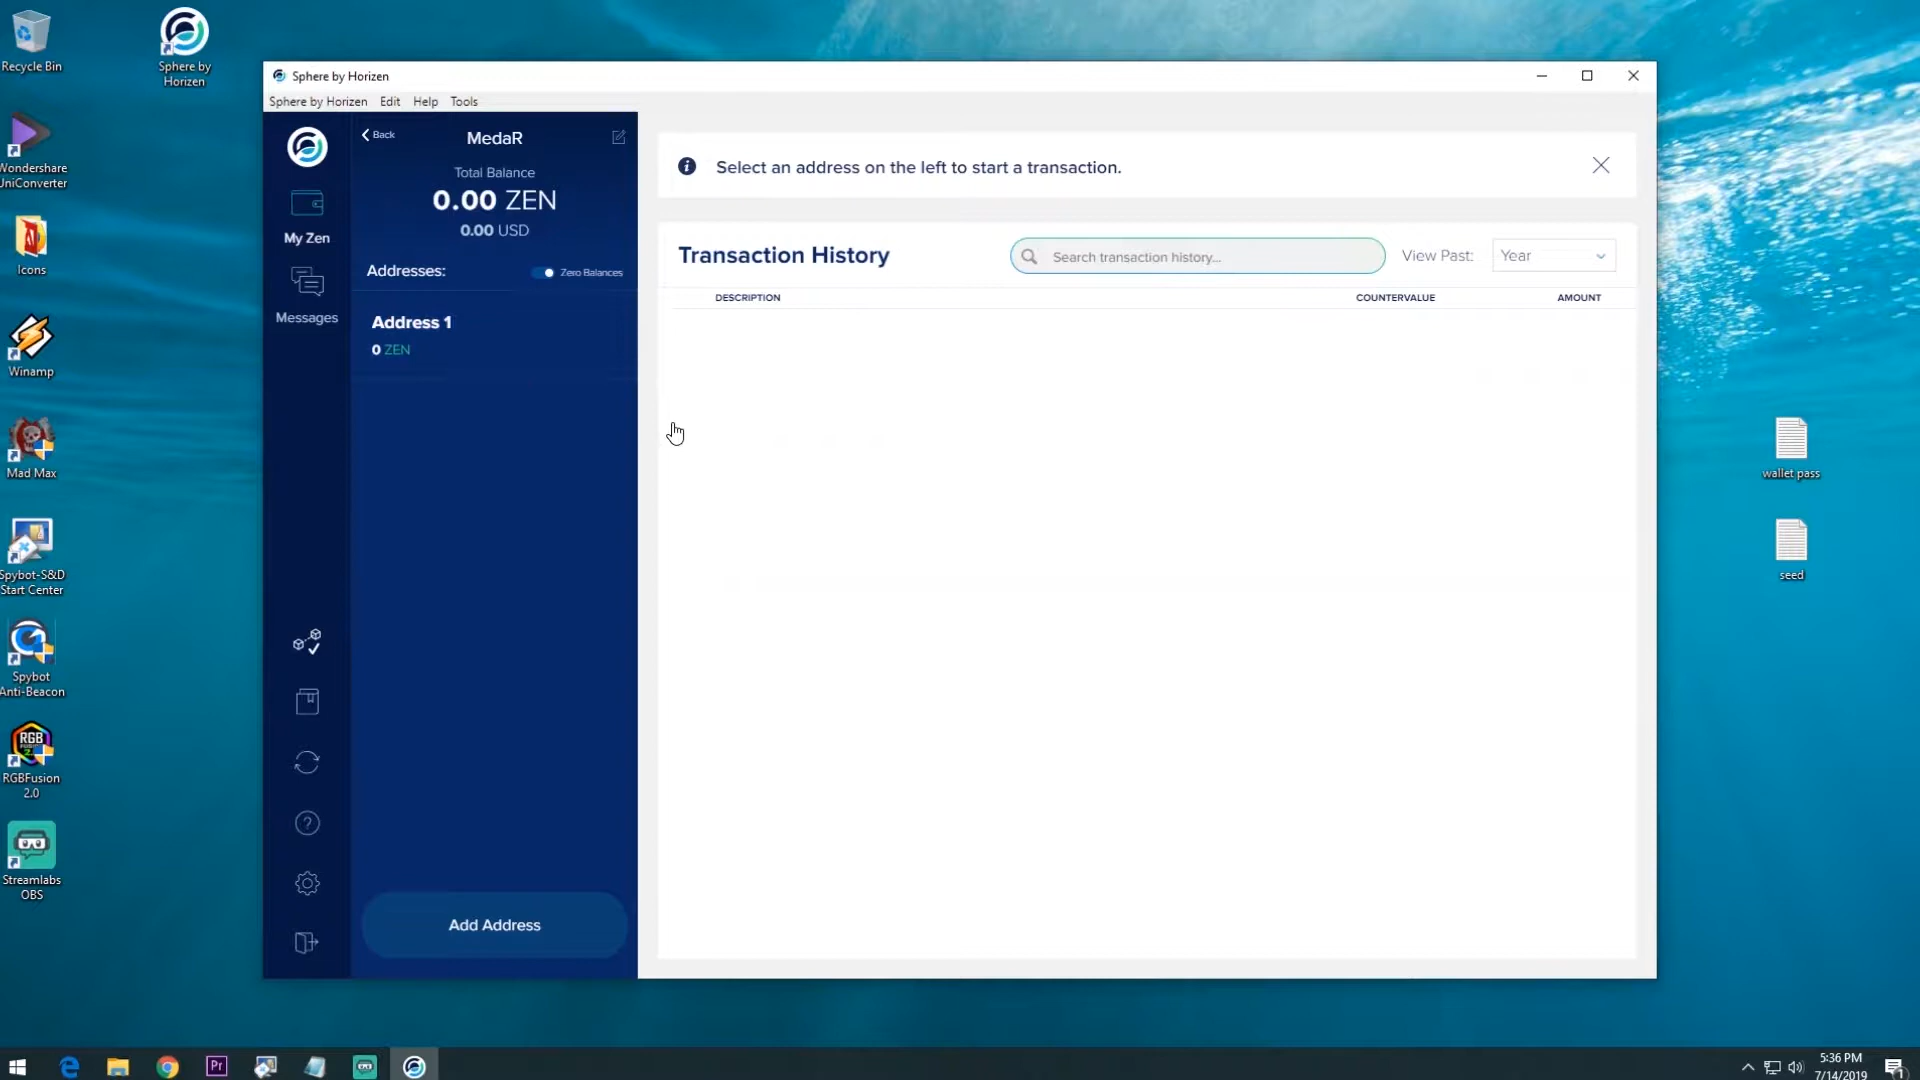 Recycle Bin
Sphere by
Horizen
Wondershare
UniConverter
Icons
Winamp
Mad Max
Spybot-S&D
Start Center
Spybot
Anti-Beacon
RGB
RGBFusion
2.0
Streamlabs
OBS
Sphere by Horizen
Sphere by Horizen Edit Help Tools
My Zen
Messages
Back
MedaR
Total Balance
0.00 ZEN
0.00 USD
Addresses:
Zero Balances
Address 1
0 ZEN
Add Address
Select an address on the left to start a transaction.
Transaction History
Search transaction history...
View Past:
Year
DESCRIPTION
COUNTERVALUE
AMOUNT
wallet pass
seed
Pr
5:36 PM
7/14/2019
1